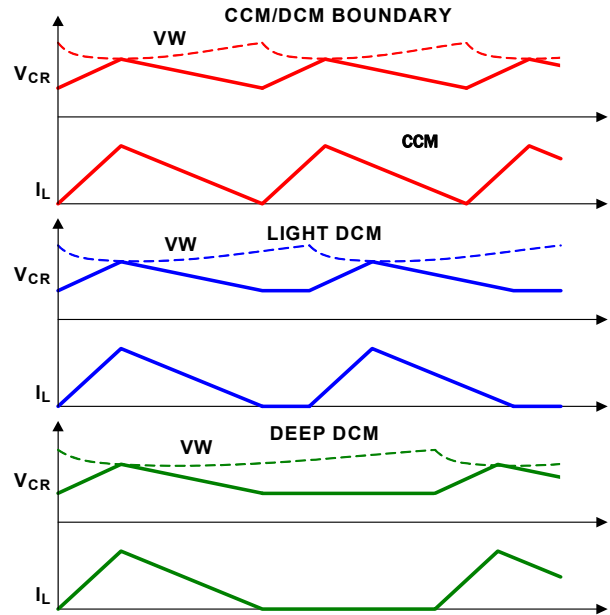 CCM/DCM BOUNDARY
VW
VCR
CCM
IL
LIGHT DCM
VW
VCR
IL
DEEP DCM
VW
VCR
IL